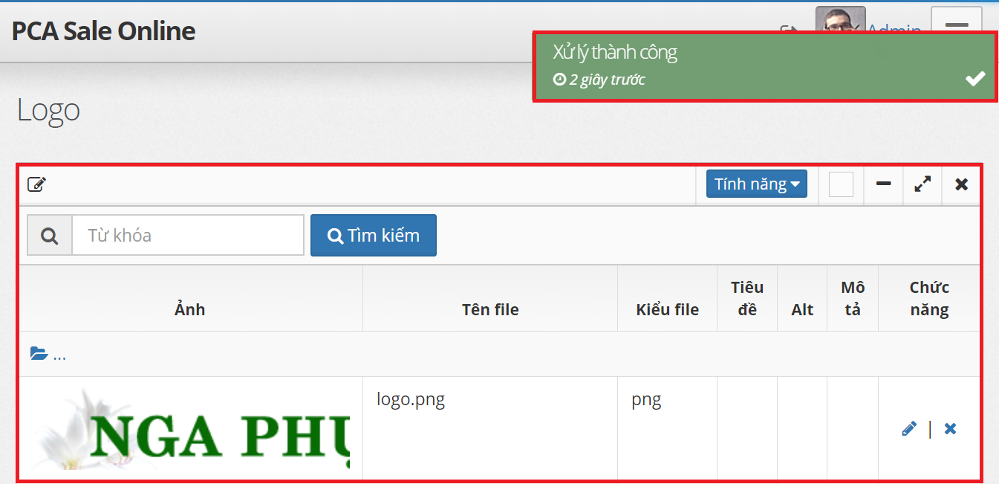 PCA Sale Online
Admin
Xử lý thành công
2 giây trước
Logo
Tính năng
Từ khóa
Tìm kiếm
Ảnh
Tên file
Kiểu file
Tiêu đề
Alt
Mô tả
Chức năng
...
logo.png
png
NGA PHỤ